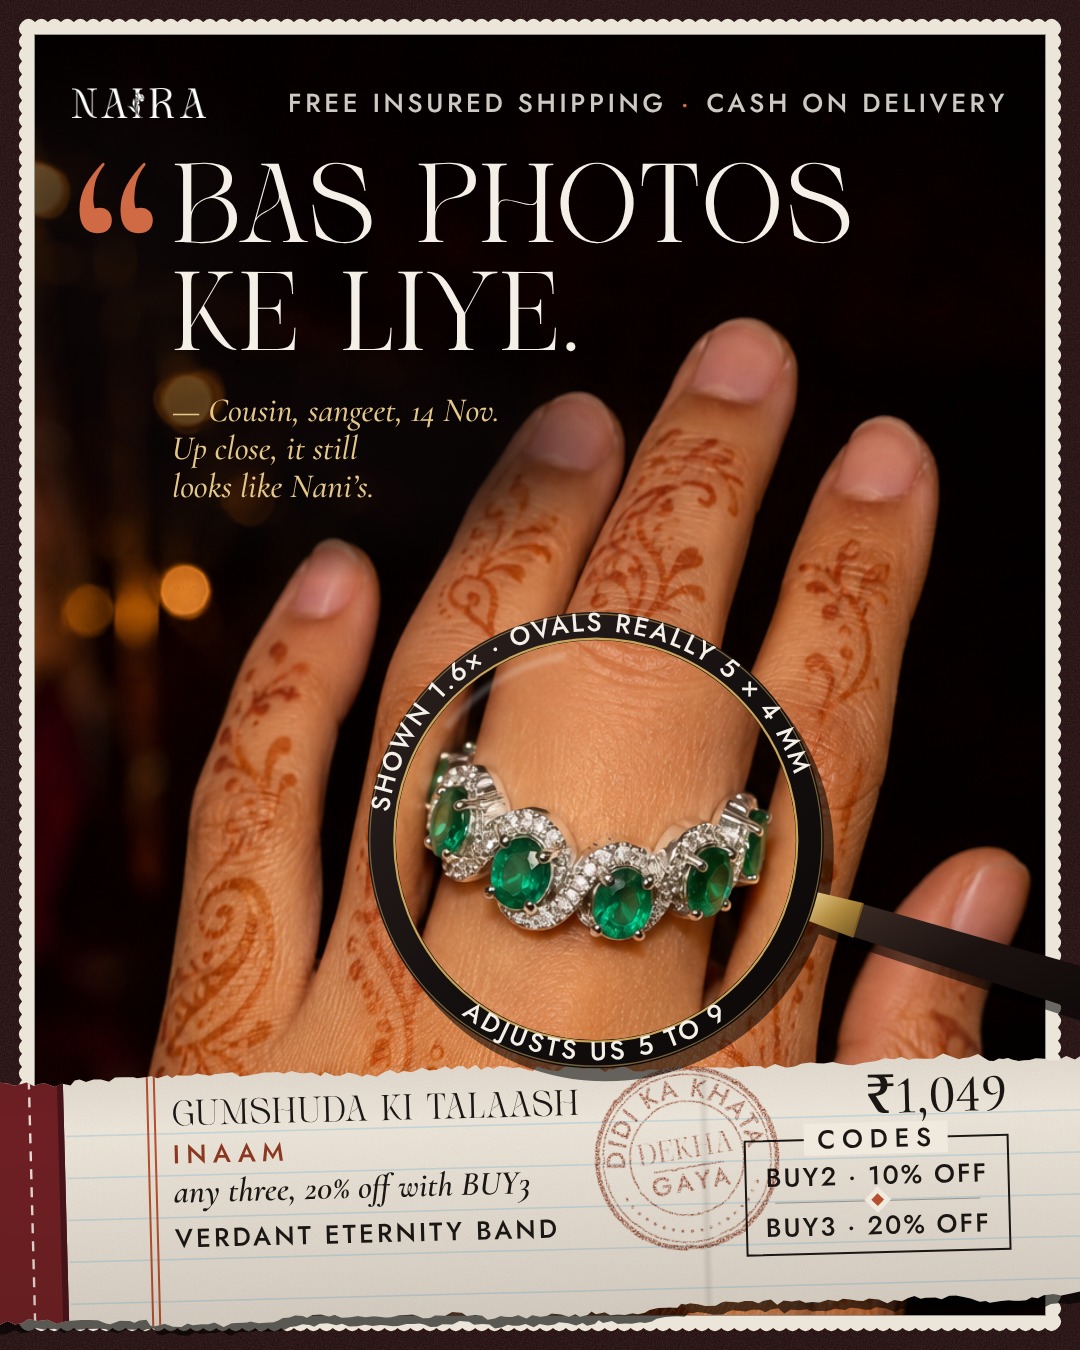 NAIRA
FREE INSURED SHIPPING · CASH ON DELIVERY
“BAS PHOTOS
KE LIYE.
— Cousin, sangeet, 14 Nov.
Up close, it still
looks like Nani’s.
SHOWN 1.6× · OVALS REALLY 5 × 4 MM
ADJUSTS US 5 TO 9
GUMSHUDA KI TALAASH
INAAM
any three, 20% off with BUY3
VERDANT ETERNITY BAND
DIDI KA KHATA
DEKHA
GAYA
₹1,049
CODES
BUY2 · 10% OFF
BUY3 · 20% OFF